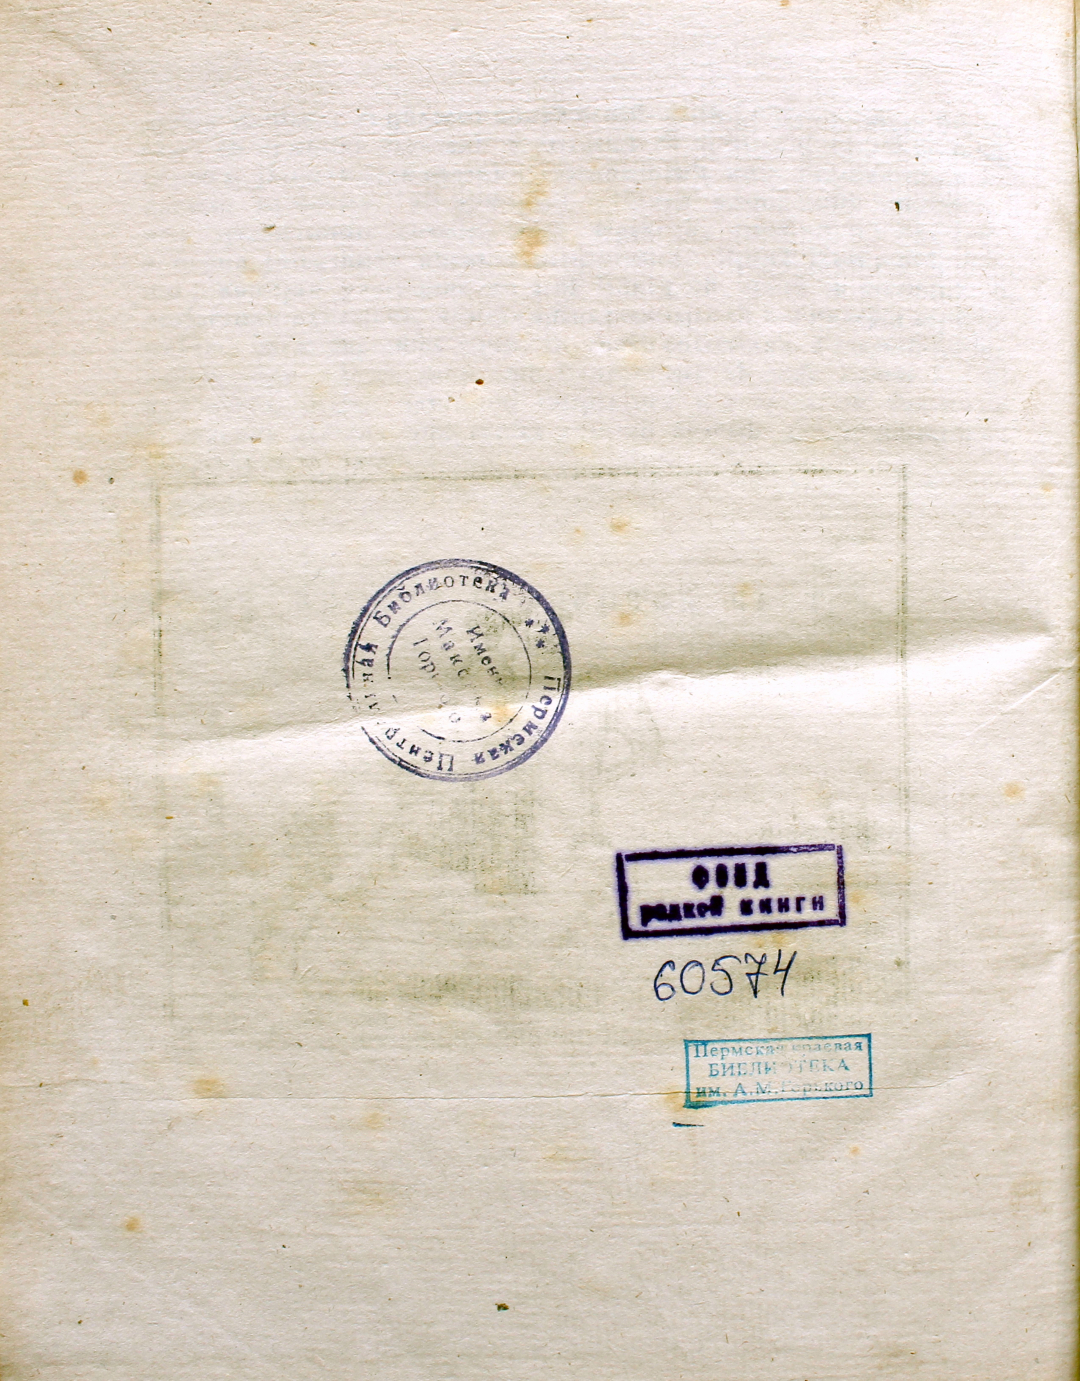 Пермская Центральная Библиотека
Имени
Максима
Горького
ФОНД
редкой книги
60574
Пермская краевая
БИБЛИОТЕКА
им. А.М.Горького